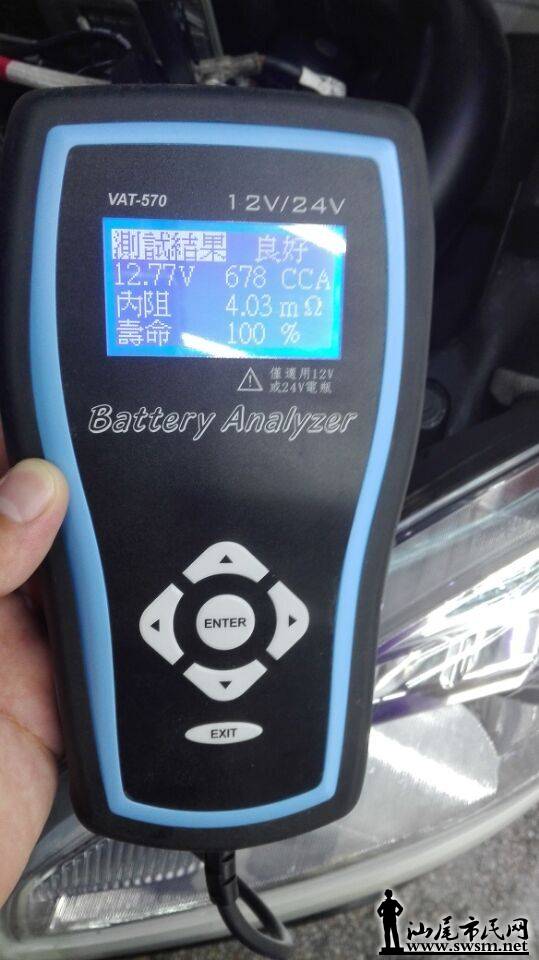 VAT-570 12V/24V
測試結果 良好
12.77V 678 CCA
內阻 4.03 mΩ
壽命 100 %
僅適用12V
或24V電瓶
Battery Analyzer
ENTER
EXIT
汕尾市民网
www.swsm.net